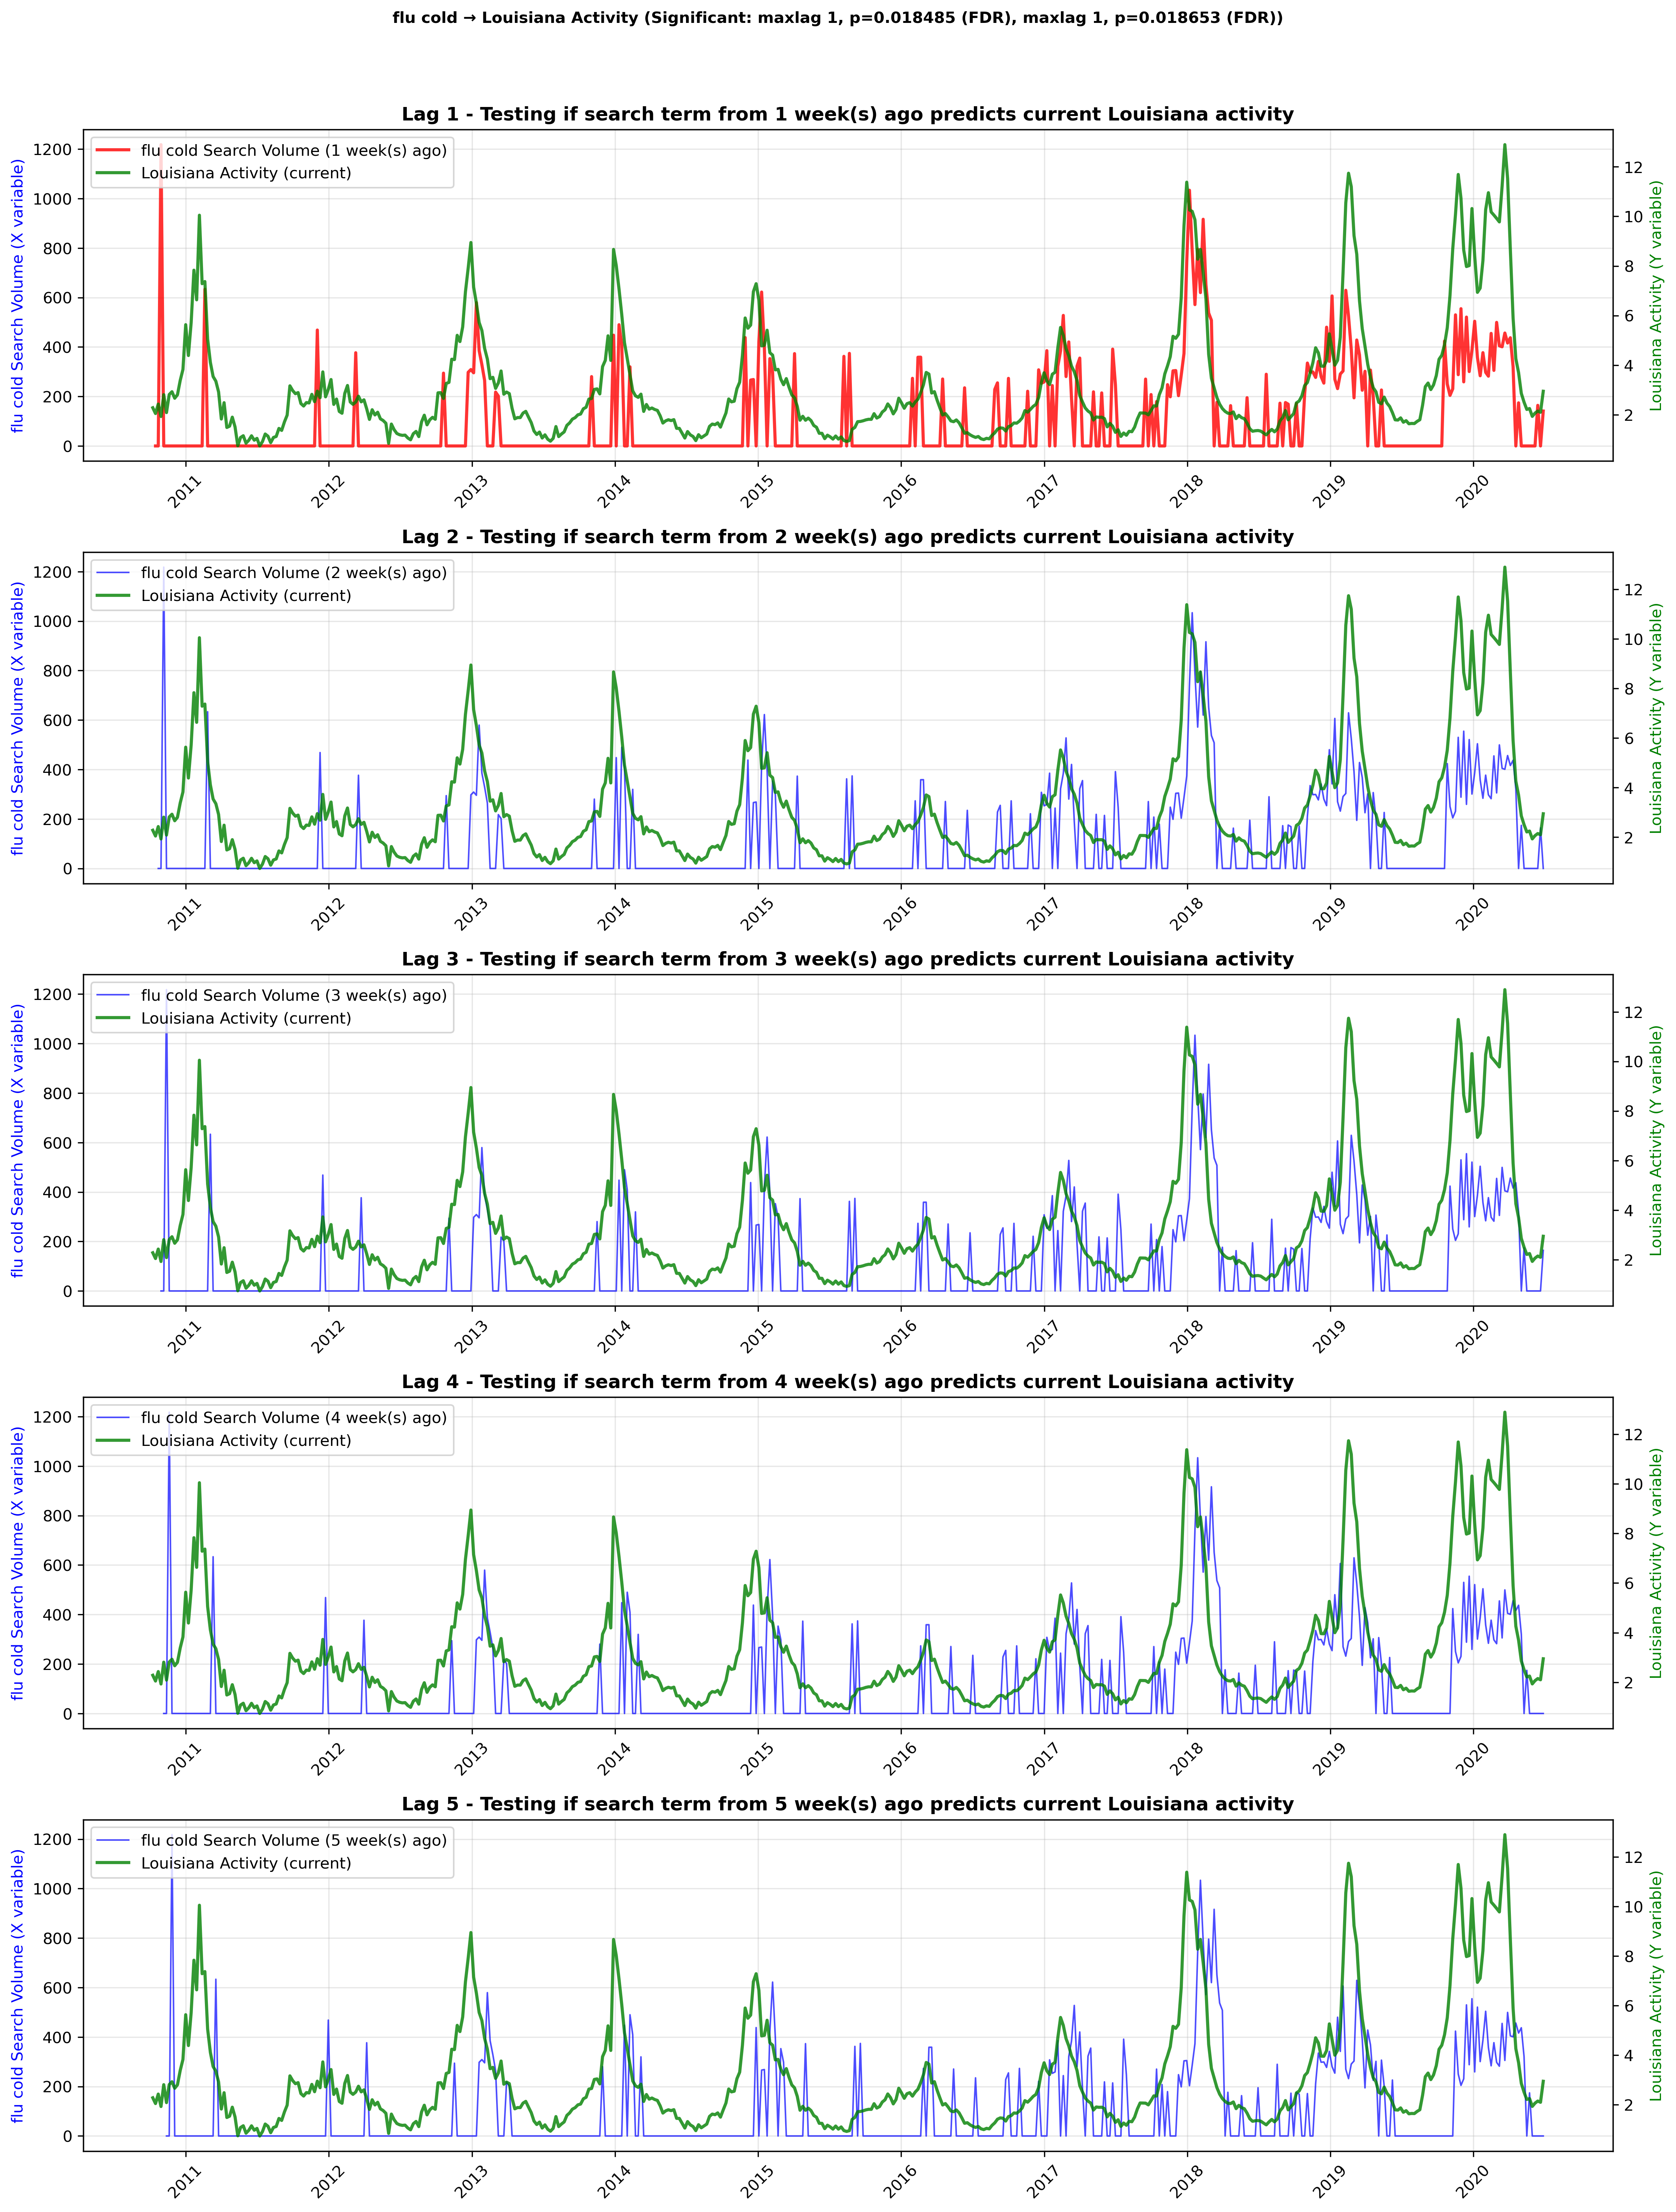 flu cold → Louisiana Activity (Significant: maxlag 1, p=0.018485 (FDR), maxlag 1, p=0.018653 (FDR))
Lag 1 - Testing if search term from 1 week(s) ago predicts current Louisiana activity
flu cold Search Volume (1 week(s) ago)
Louisiana Activity (current)
flu cold Search Volume (X variable)
1200
1000
800
600
400
200
0
12
10
8
6
4
2
Louisiana Activity (Y variable)
2011 2012 2013 2014 2015 2016 2017 2018 2019 2020
Lag 2 - Testing if search term from 2 week(s) ago predicts current Louisiana activity
flu cold Search Volume (2 week(s) ago)
Louisiana Activity (current)
flu cold Search Volume (X variable)
1200
1000
800
600
400
200
0
12
10
8
6
4
2
Louisiana Activity (Y variable)
2011 2012 2013 2014 2015 2016 2017 2018 2019 2020
Lag 3 - Testing if search term from 3 week(s) ago predicts current Louisiana activity
flu cold Search Volume (3 week(s) ago)
Louisiana Activity (current)
flu cold Search Volume (X variable)
1200
1000
800
600
400
200
0
12
10
8
6
4
2
Louisiana Activity (Y variable)
2011 2012 2013 2014 2015 2016 2017 2018 2019 2020
Lag 4 - Testing if search term from 4 week(s) ago predicts current Louisiana activity
flu cold Search Volume (4 week(s) ago)
Louisiana Activity (current)
flu cold Search Volume (X variable)
1200
1000
800
600
400
200
0
12
10
8
6
4
2
Louisiana Activity (Y variable)
2011 2012 2013 2014 2015 2016 2017 2018 2019 2020
Lag 5 - Testing if search term from 5 week(s) ago predicts current Louisiana activity
flu cold Search Volume (5 week(s) ago)
Louisiana Activity (current)
flu cold Search Volume (X variable)
1200
1000
800
600
400
200
0
12
10
8
6
4
2
Louisiana Activity (Y variable)
2011 2012 2013 2014 2015 2016 2017 2018 2019 2020